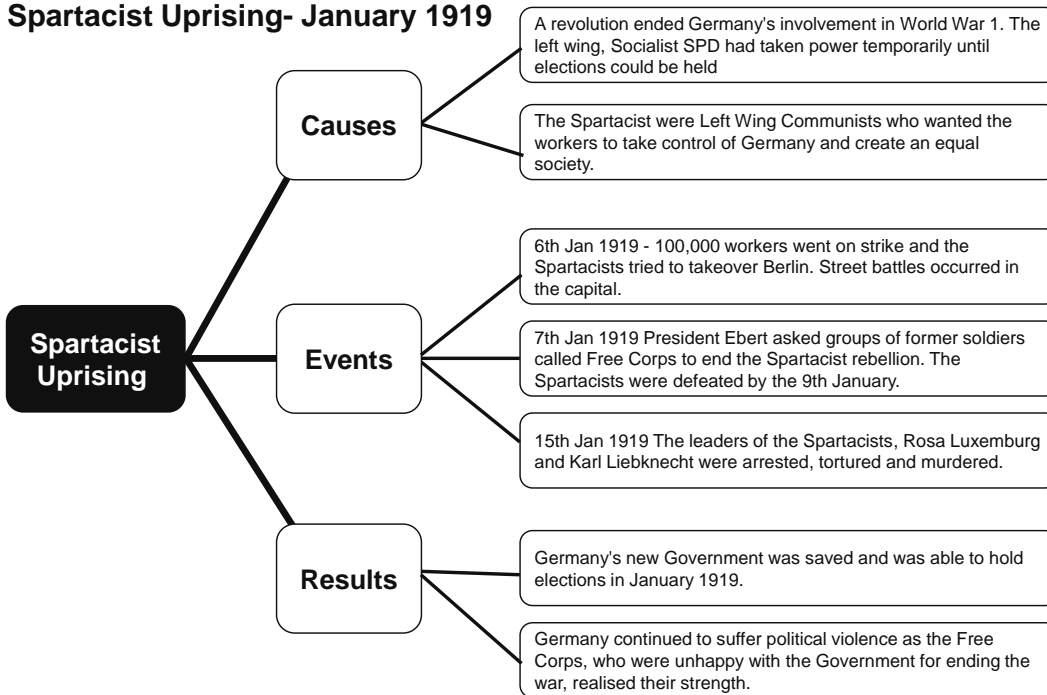 Spartacist Uprising- January 1919
Spartacist
Uprising
Causes
A revolution ended Germany's involvement in World War 1. The
left wing, Socialist SPD had taken power temporarily until
elections could be held
The Spartacist were Left Wing Communists who wanted the
workers to take control of Germany and create an equal
society.
Events
6th Jan 1919 - 100,000 workers went on strike and the
Spartacists tried to takeover Berlin. Street battles occurred in
the capital.
7th Jan 1919 President Ebert asked groups of former soldiers
called Free Corps to end the Spartacist rebellion. The
Spartacists were defeated by the 9th January.
15th Jan 1919 The leaders of the Spartacists, Rosa Luxemburg
and Karl Liebknecht were arrested, tortured and murdered.
Results
Germany's new Government was saved and was able to hold
elections in January 1919.
Germany continued to suffer political violence as the Free
Corps, who were unhappy with the Government for ending the
war, realised their strength.